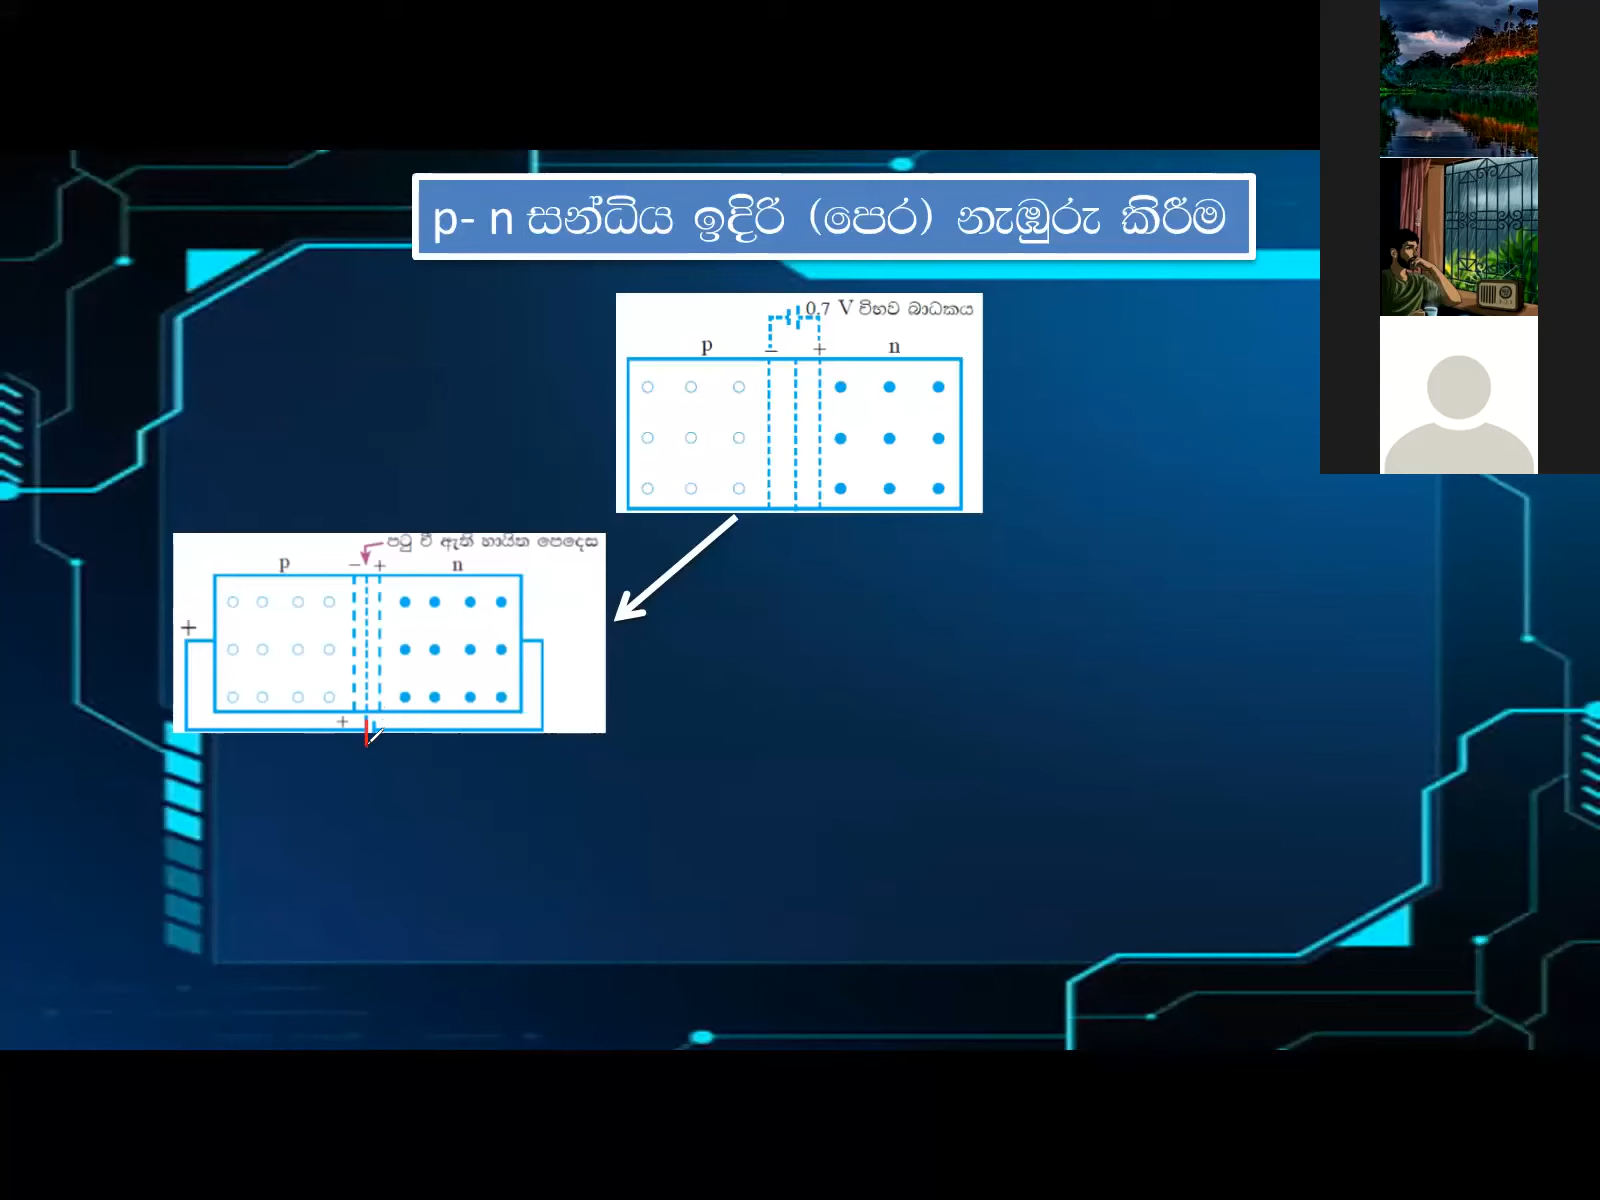 p- n සන්ධිය ඉදිරි (පෙර) නැඹුරු කිරීම
0.7 V විභව බාධකය
p − + n
පටු වී ඇති හායිත පෙදෙස
p − + n
+
+